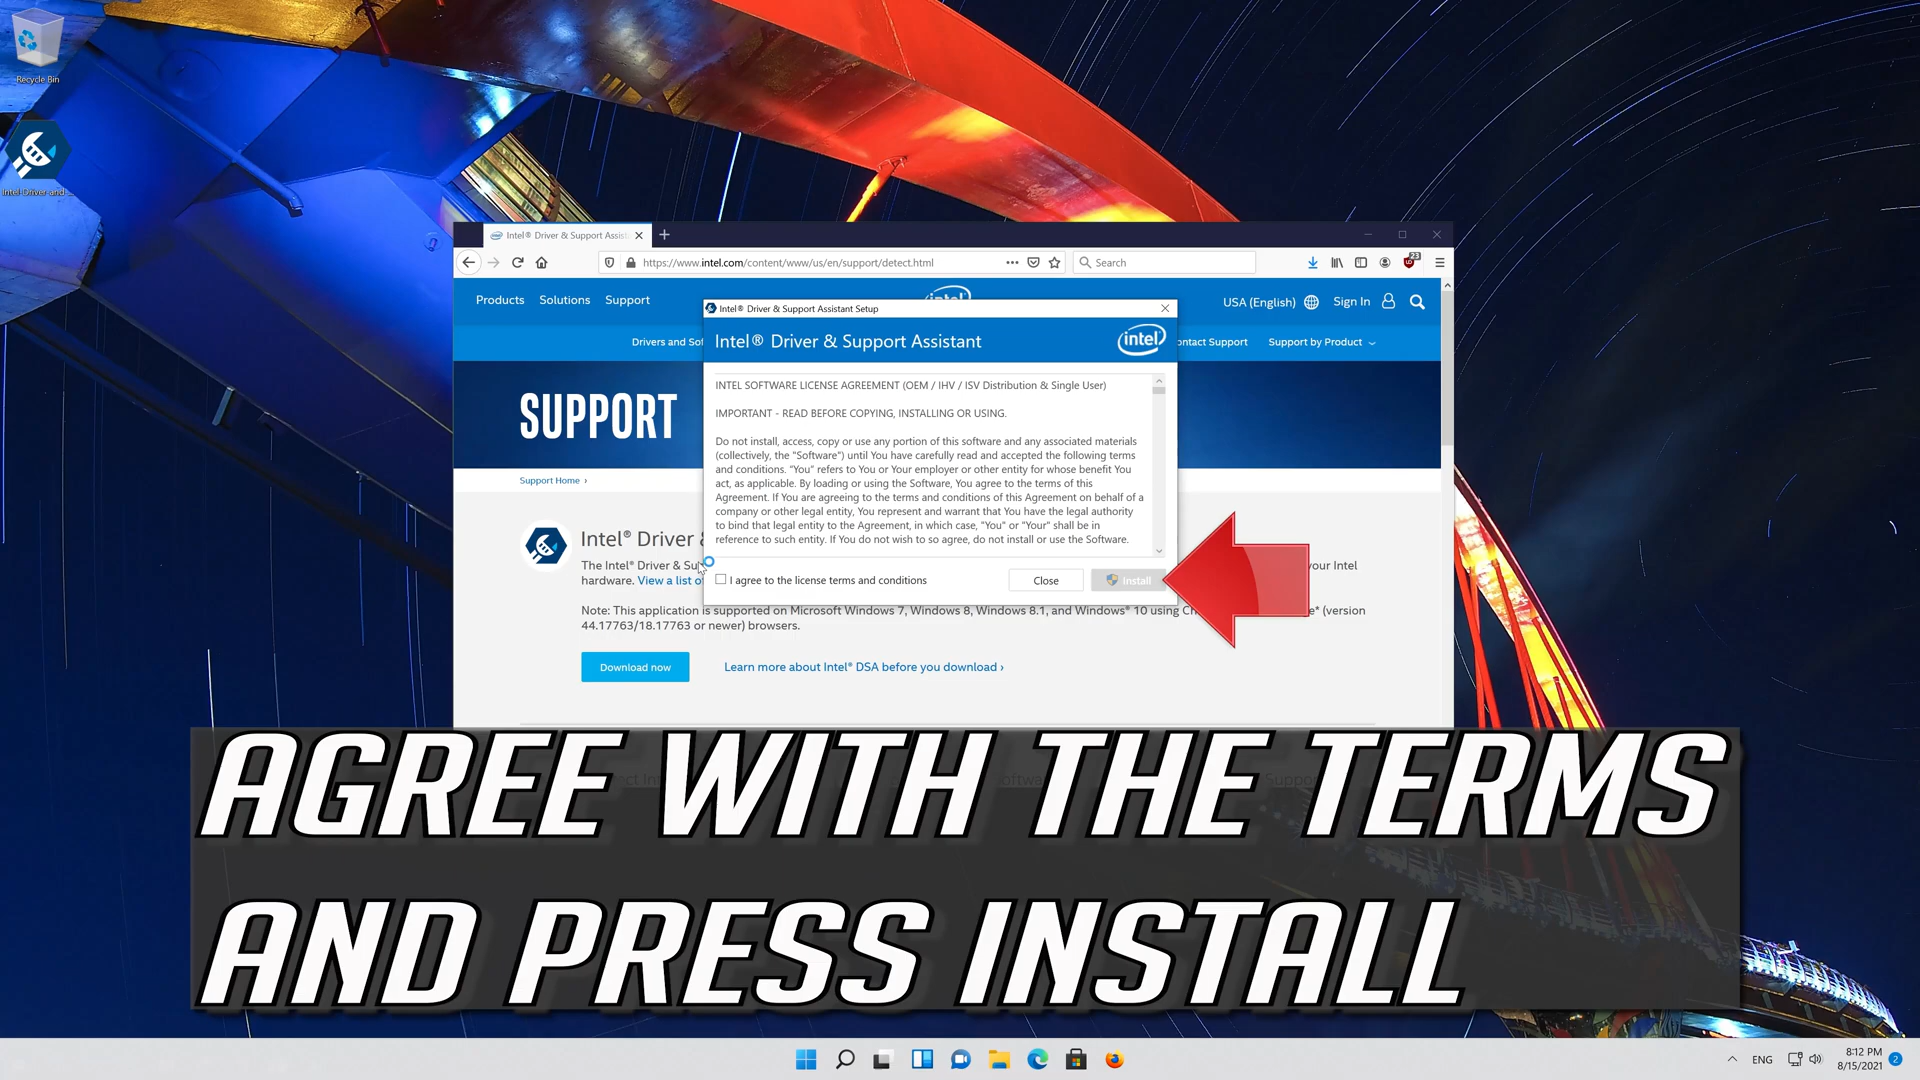 Recycle Bin
Intel-Driver-and...
Intel® Driver & Support Assist
https://www.intel.com/content/www/us/en/support/detect.html
Search
23
Products Solutions Support
intel
USA (English) Sign In
Drivers and Sof
ontact Support Support by Product
SUPPORT
Support Home ›
Intel® Driver &
The Intel® Driver & Su
your Intel
hardware. View a list o
Note: This application is supported on Microsoft Windows 7, Windows 8, Windows 8.1, and Windows® 10 using Ch
e* (version
44.17763/18.17763 or newer) browsers.
Download now
Learn more about Intel® DSA before you download ›
Intel® Driver & Support Assistant Setup
Intel® Driver & Support Assistant
intel
INTEL SOFTWARE LICENSE AGREEMENT (OEM / IHV / ISV Distribution & Single User)
IMPORTANT - READ BEFORE COPYING, INSTALLING OR USING.
Do not install, access, copy or use any portion of this software and any associated materials
(collectively, the "Software") until You have carefully read and accepted the following terms
and conditions. "You" refers to You or Your employer or other entity for whose benefit You
act, as applicable. By loading or using the Software, You agree to the terms of this
Agreement. If You are agreeing to the terms and conditions of this Agreement on behalf of a
company or other legal entity, You represent and warrant that You have the legal authority
to bind that legal entity to the Agreement, in which case, "You" or "Your" shall be in
reference to such entity. If You do not wish to so agree, do not install or use the Software.
I agree to the license terms and conditions
Close
Install
AGREE WITH THE TERMS
AND PRESS INSTALL
ENG
8:12 PM
8/15/2021
2